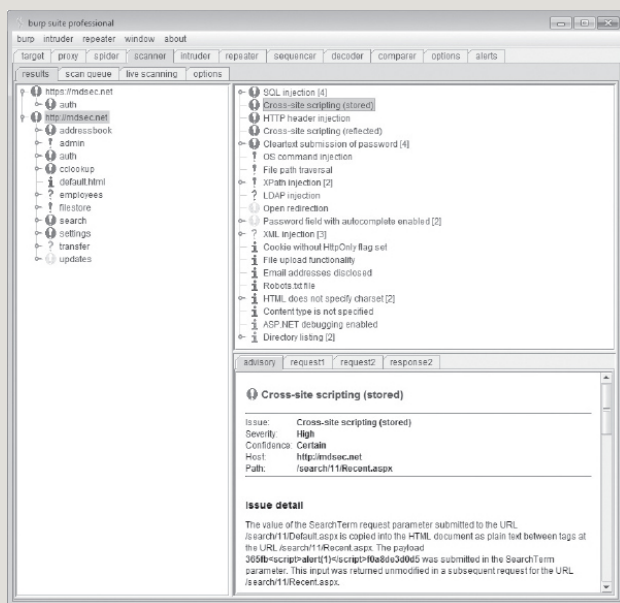 burp suite professional
burp intruder repeater window about
target proxy spider scanner intruder repeater sequencer decoder comparer options alerts
results scan queue live scanning options
https://mdsec.net
auth
http://mdsec.net
addressbook
admin
auth
cclookup
default.html
employees
filestore
search
settings
transfer
updates
SQL injection [4]
Cross-site scripting (stored)
HTTP header injection
Cross-site scripting (reflected)
Cleartext submission of password [4]
OS command injection
File path traversal
XPath injection [2]
LDAP injection
Open redirection
Password field with autocomplete enabled [2]
XML injection [3]
Cookie without HttpOnly flag set
File upload functionality
Email addresses disclosed
Robots.txt file
HTML does not specify charset [2]
Content type is not specified
ASP.NET debugging enabled
Directory listing [2]
advisory request1 request2 response2
Cross-site scripting (stored)
Issue: Cross-site scripting (stored)
Severity: High
Confidence: Certain
Host: http://mdsec.net
Path: /search/11/Recent.aspx
Issue detail
The value of the SearchTerm request parameter submitted to the URL
/search/11/Default.aspx is copied into the HTML document as plain text between tags at
the URL /search/11/Recent.aspx. The payload
365fb<script>alert(1)</script>f0a8de3d0d5 was submitted in the SearchTerm
parameter. This input was returned unmodified in a subsequent request for the URL
/search/11/Recent.aspx.